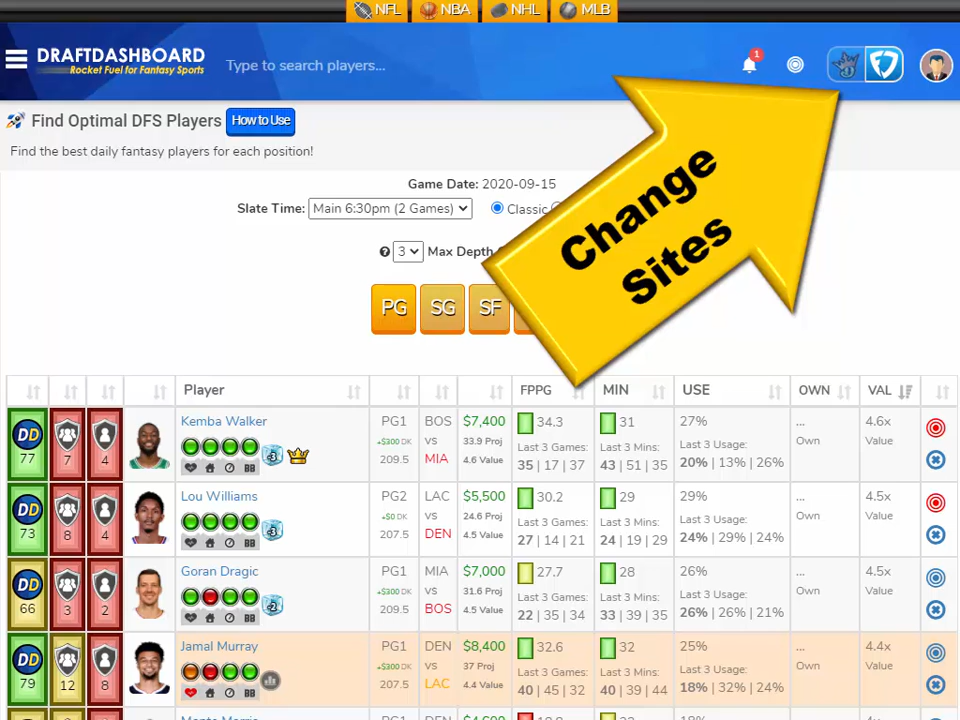 NFL NBA NHL MLB
DRAFTDASHBOARD
Rocket Fuel for Fantasy Sports
Type to search players...
1
Find Optimal DFS Players How to Use
Find the best daily fantasy players for each position!
Game Date: 2020-09-15
Slate Time: Main 6:30pm (2 Games) Classic
3 Max Depth
Change
Sites
PG SG SF
Player FPPG MIN USE OWN VAL
DD 77 7 4 Kemba Walker PG1 BOS $7,400 34.3 31 27% ... 4.6x
+$300 DK VS 33.9 Proj Last 3 Games: Last 3 Mins: Last 3 Usage: Own Value
-3 BB 209.5 MIA 4.6 Value 35 | 17 | 37 43 | 51 | 35 20% | 13% | 26%
DD 73 8 4 Lou Williams PG2 LAC $5,500 30.2 29 29% ... 4.5x
+$0 DK VS 24.6 Proj Last 3 Games: Last 3 Mins: Last 3 Usage: Own Value
-3 BB 207.5 DEN 4.5 Value 27 | 14 | 21 24 | 19 | 29 24% | 29% | 24%
DD 66 3 2 Goran Dragic PG1 MIA $7,000 27.7 28 26% ... 4.5x
+$300 DK VS 31.6 Proj Last 3 Games: Last 3 Mins: Last 3 Usage: Own Value
-2 BB 209.5 BOS 4.5 Value 22 | 35 | 34 33 | 39 | 35 26% | 26% | 21%
DD 79 12 8 Jamal Murray PG1 DEN $8,400 32.6 32 25% ... 4.4x
+$300 DK VS 37 Proj Last 3 Games: Last 3 Mins: Last 3 Usage: Own Value
BB 207.5 LAC 4.4 Value 40 | 45 | 32 40 | 39 | 44 18% | 32% | 24%